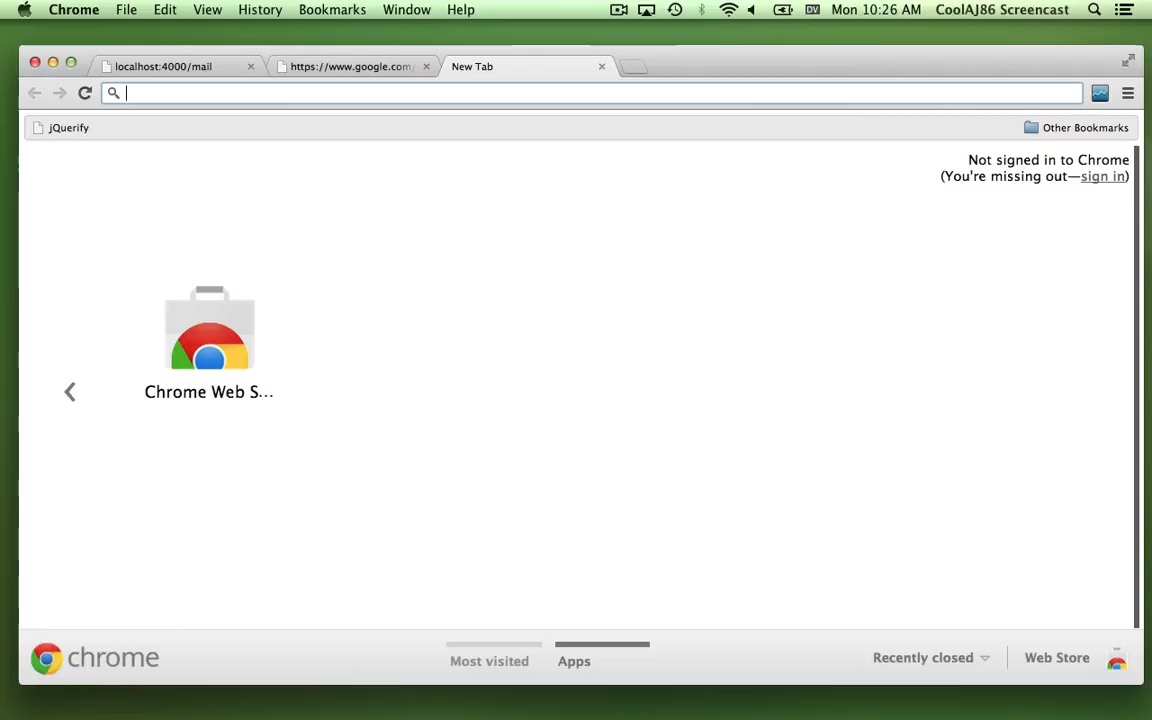 Chrome File Edit View History Bookmarks Window Help DV Mon 10:26 AM CoolAJ86 Screencast
localhost:4000/mail https://www.google.com/ New Tab
jQuerify Other Bookmarks
Not signed in to Chrome
(You're missing out—sign in)
Chrome Web S...
chrome Most visited Apps Recently closed Web Store